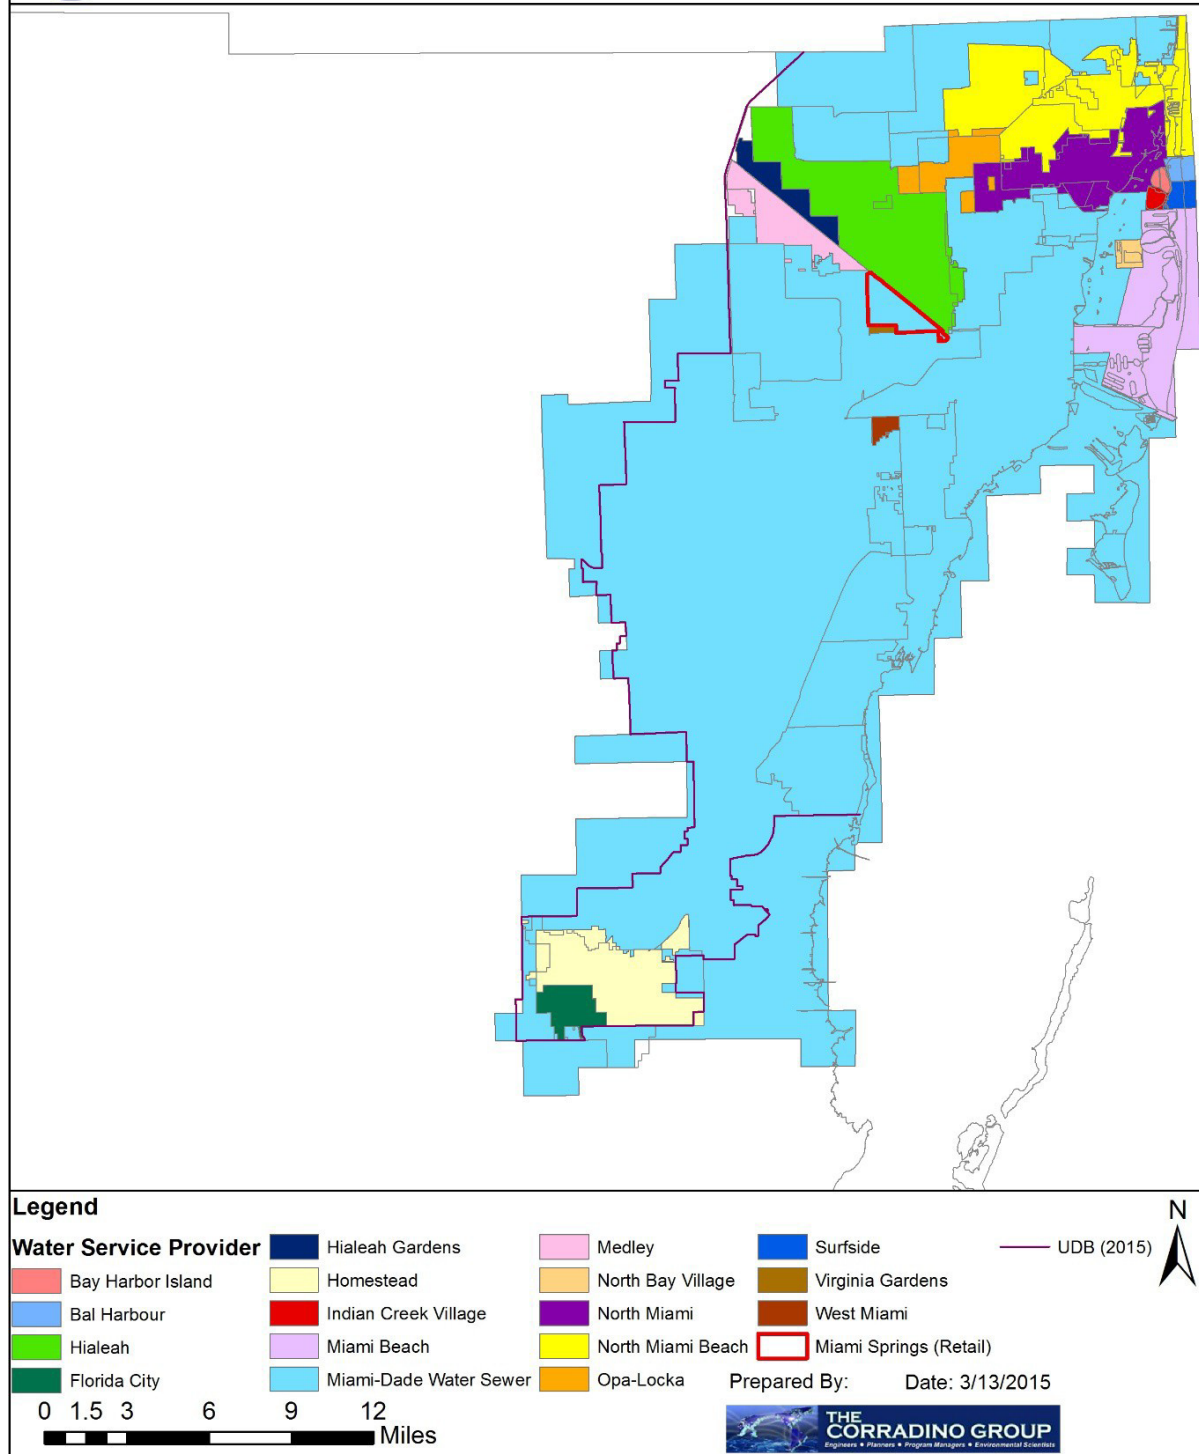 Legend
N
Water Service Provider
Bay Harbor Island
Bal Harbour
Hialeah
Florida City
Hialeah Gardens
Homestead
Indian Creek Village
Miami Beach
Miami-Dade Water Sewer
Medley
North Bay Village
North Miami
North Miami Beach
Opa-Locka
Surfside
Virginia Gardens
West Miami
Miami Springs (Retail)
UDB (2015)
Prepared By: Date: 3/13/2015
0 1.5 3 6 9 12
Miles
THE
CORRADINO GROUP
Engineers • Planners • Program Managers • Environmental Scientists